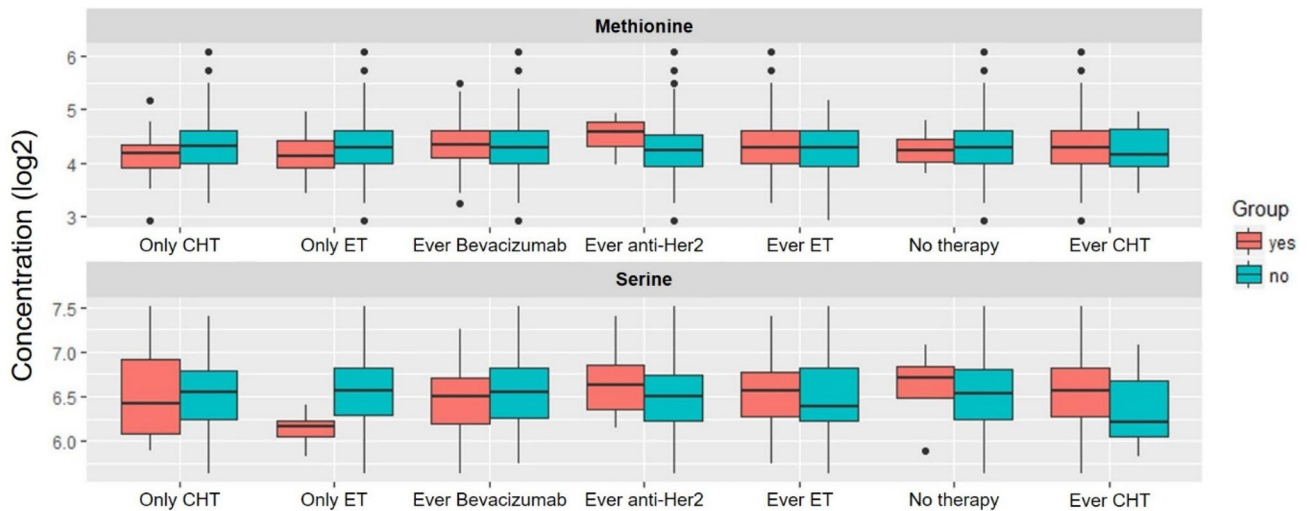 Methionine
Concentration (log2)
6
5
4
3
Only CHT Only ET Ever Bevacizumab Ever anti-Her2 Ever ET No therapy Ever CHT
Serine
7.5
7.0
6.5
6.0
Only CHT Only ET Ever Bevacizumab Ever anti-Her2 Ever ET No therapy Ever CHT
Group
yes
no